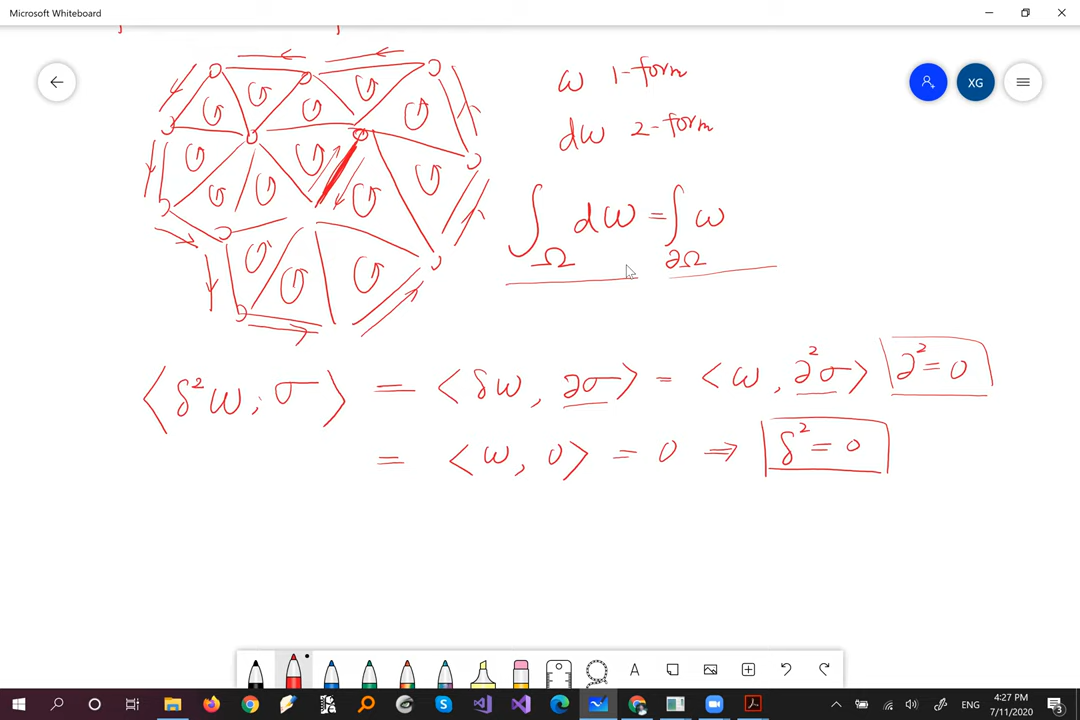 Microsoft Whiteboard
XG
ω 1-form
dω 2-form
∫_Ω dω = ∫_∂Ω ω
⟨δ²ω, σ⟩ = ⟨δω, ∂σ⟩ = ⟨ω, ∂²σ⟩ ∂² = 0
= ⟨ω, 0⟩ = 0 ⇒ δ² = 0
A
ENG
4:27 PM
7/11/2020
3